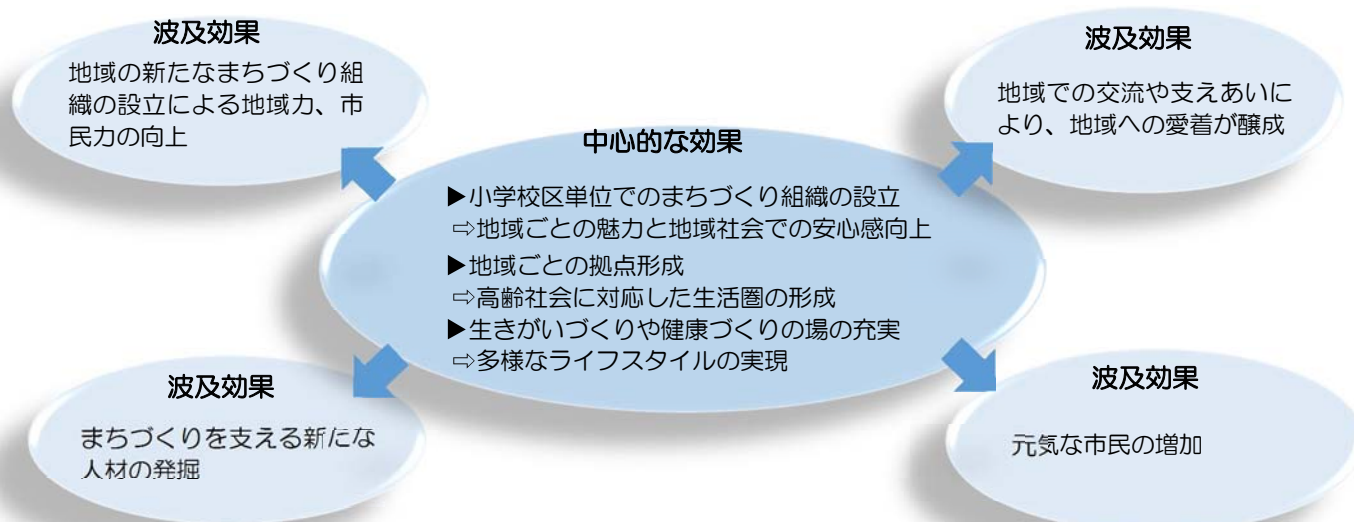 波及効果
地域の新たなまちづくり組
織の設立による地域力、市
民力の向上
波及効果
地域での交流や支えあいに
より、地域への愛着が醸成
中心的な効果
▶小学校区単位でのまちづくり組織の設立
⇨地域ごとの魅力と地域社会での安心感向上
▶地域ごとの拠点形成
⇨高齢社会に対応した生活圏の形成
▶生きがいづくりや健康づくりの場の充実
⇨多様なライフスタイルの実現
波及効果
まちづくりを支える新たな
人材の発掘
波及効果
元気な市民の増加